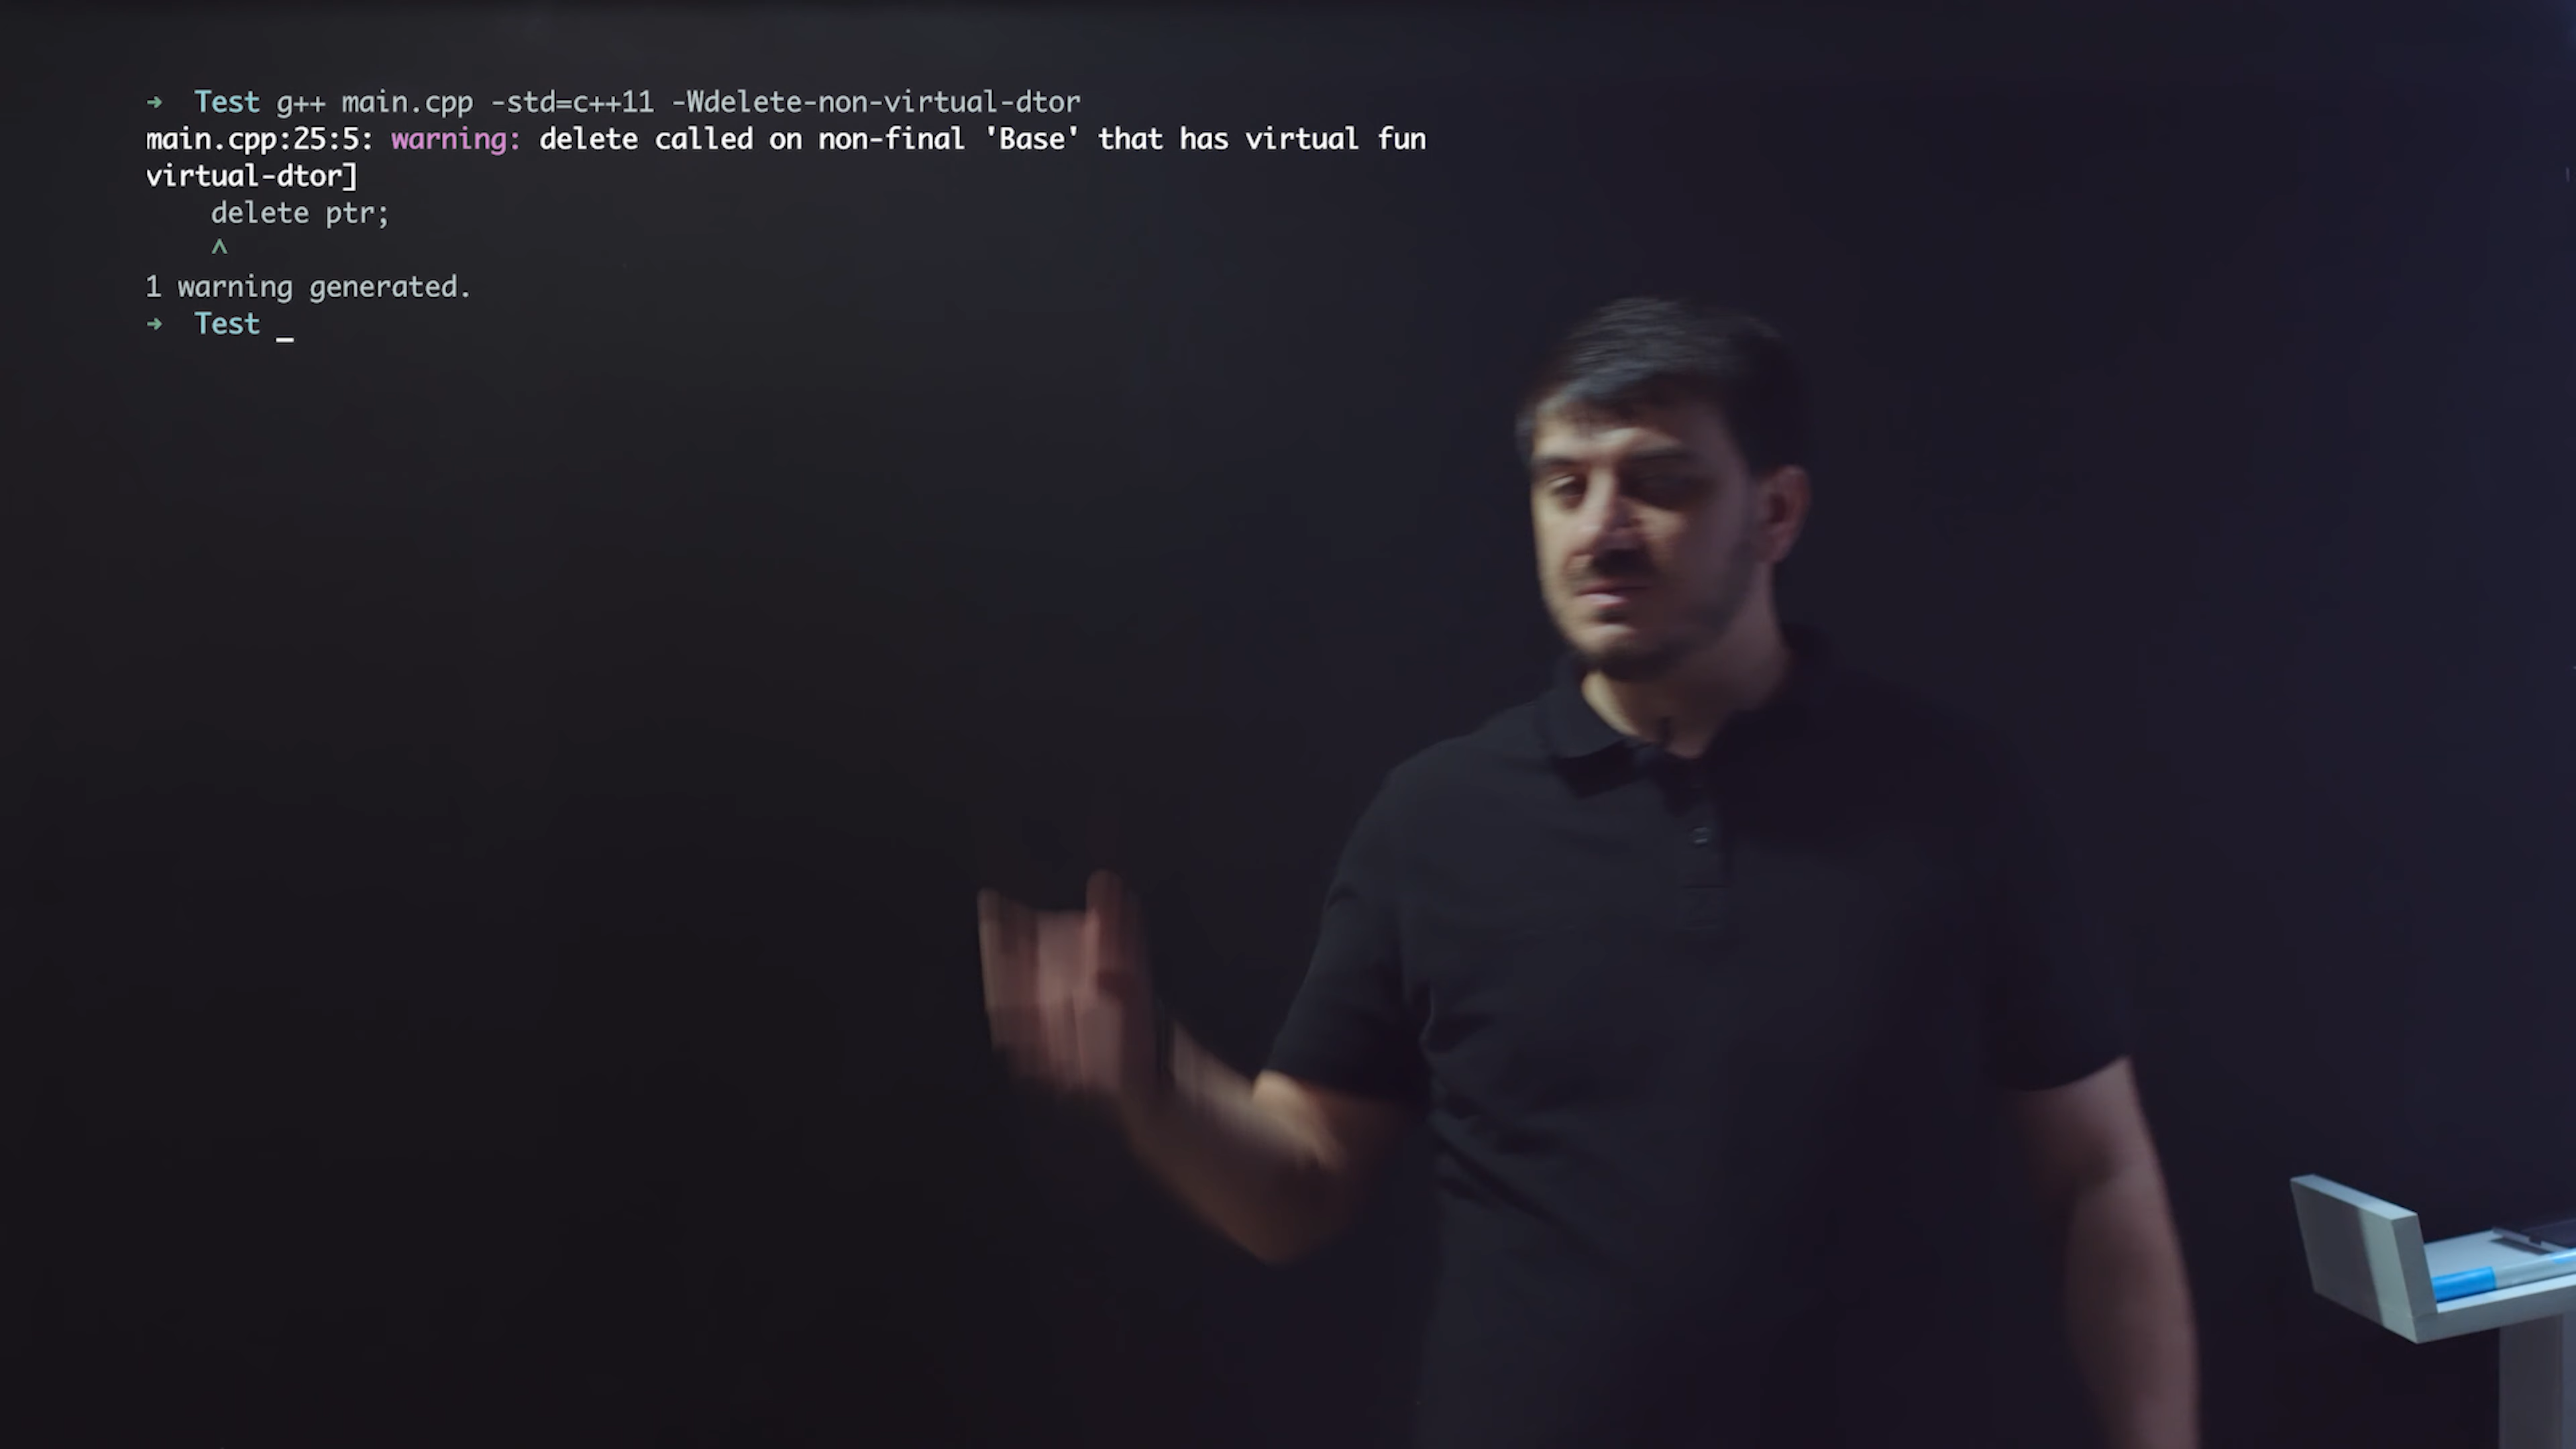 ➜ Test g++ main.cpp -std=c++11 -Wdelete-non-virtual-dtor
main.cpp:25:5: warning: delete called on non-final 'Base' that has virtual fun
virtual-dtor]
delete ptr;
^
1 warning generated.
➜ Test _